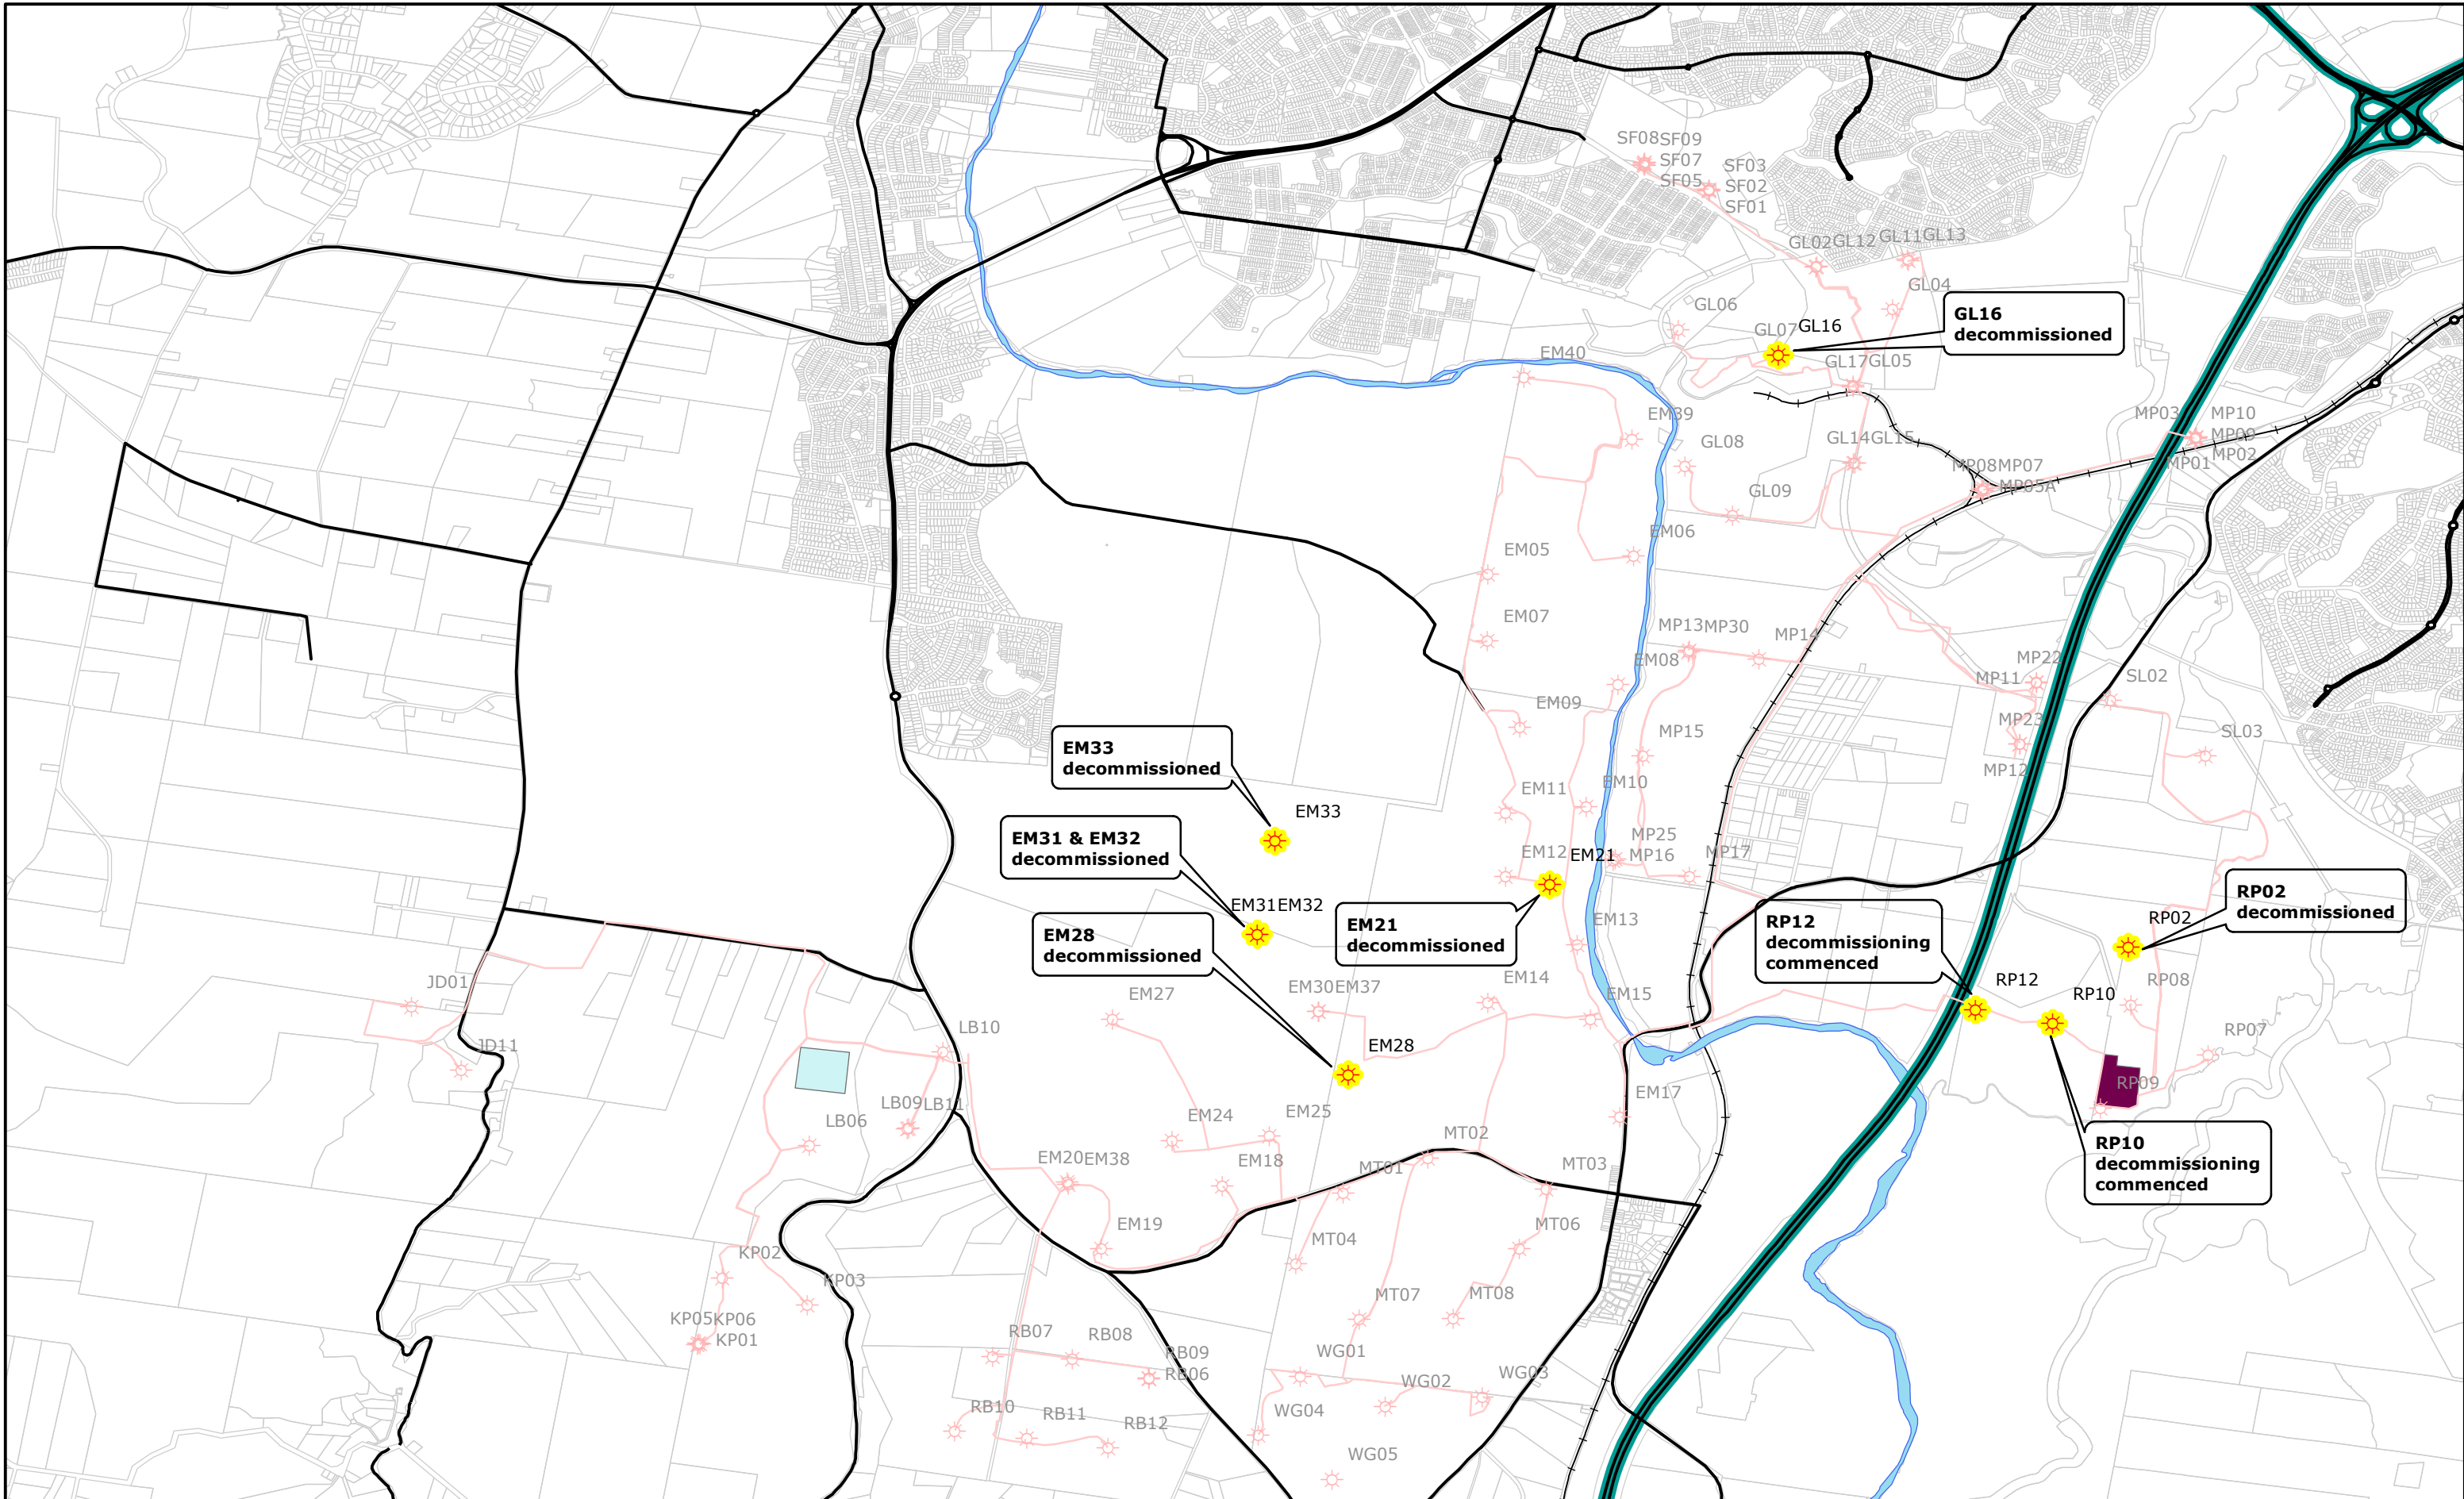 SF08SF09
SF07
SF05
SF03
SF02
SF01
GL02GL12
GL11GL13
GL04
GL06
GL07
GL16
GL16
decommissioned
EM40
GL17GL05
EM39
GL08
GL14GL15
MP03
MP10
MP09
MP02
MP01
MP08MP07
MP05A
GL09
EM06
EM05
EM07
MP13MP30
MP14
EM08
MP22
MP11
SL02
EM09
MP15
MP23
SL03
MP12
EM33
decommissioned
EM33
EM11
EM10
EM31 & EM32
decommissioned
MP25
MP16
MP17
EM12
EM21
EM31EM32
EM21
decommissioned
EM28
decommissioned
EM13
RP12
decommissioning
commenced
RP02
RP02
decommissioned
JD01
EM27
EM30EM37
EM14
EM15
RP12
RP10
RP08
JD11
LB10
EM28
RP07
RP09
LB06
LB09LB11
EM24
EM25
EM17
RP10
decommissioning
commenced
EM20EM38
EM18
MT01
MT02
MT03
EM19
MT04
MT06
KP02
KP03
KP05KP06
KP01
MT07
MT08
RB07
RB08
RB09
RB06
WG01
WG02
WG03
RB10
RB11
RB12
WG04
WG05